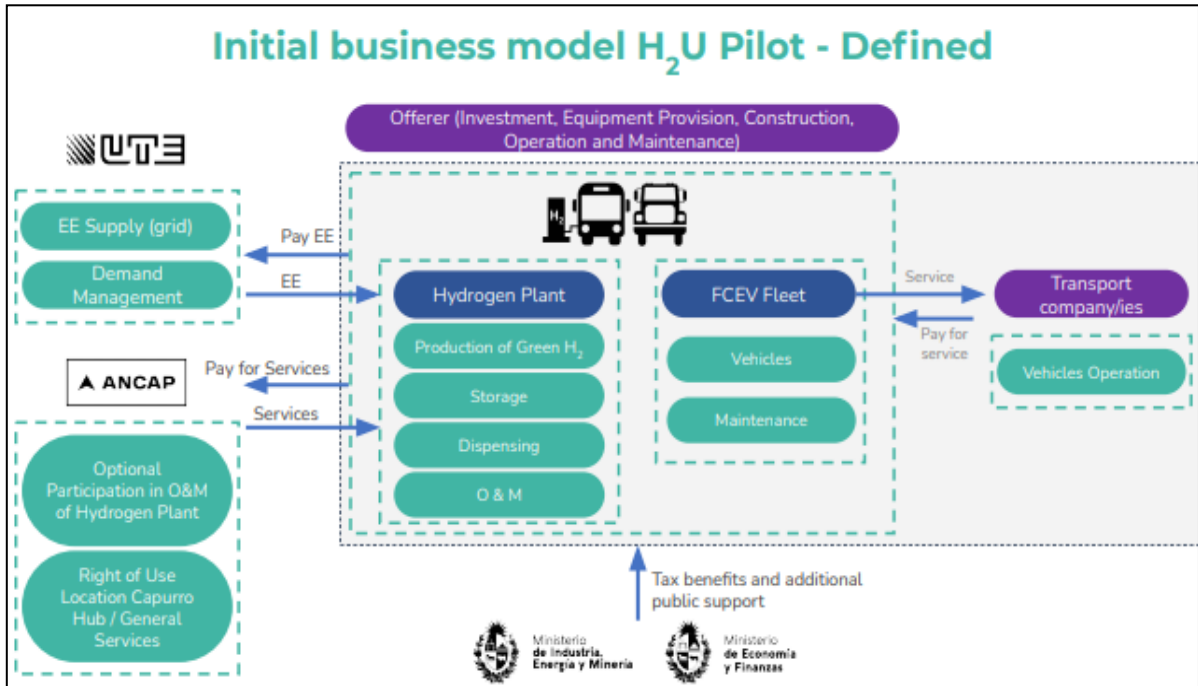 Initial business model H₂U Pilot - Defined
Offerer (Investment, Equipment Provision, Construction,
Operation and Maintenance)
UTE
EE Supply (grid)
Demand
Management
Pay EE
EE
ANCAP
Pay for Services
Services
Optional
Participation in O&M
of Hydrogen Plant
Right of Use
Location Capurro
Hub / General
Services
H₂
Hydrogen Plant
Production of Green H₂
Storage
Dispensing
O & M
FCEV Fleet
Vehicles
Maintenance
Service
Pay for
service
Transport
company/ies
Vehicles Operation
Tax benefits and additional
public support
Ministerio
de Industria,
Energía y Minería
Ministerio
de Economía
y Finanzas